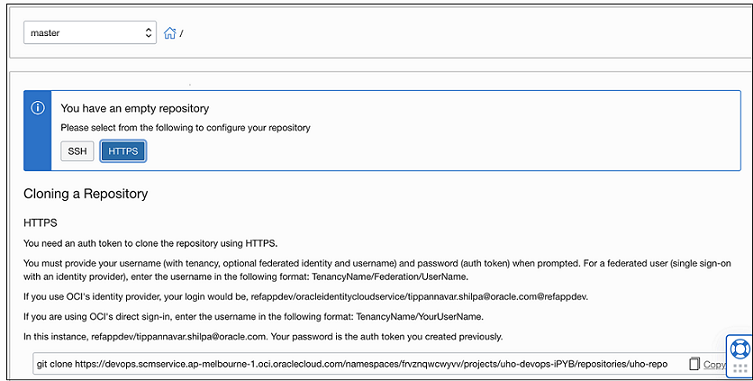 master
/
You have an empty repository
Please select from the following to configure your repository
SSH HTTPS
Cloning a Repository
HTTPS
You need an auth token to clone the repository using HTTPS.
You must provide your username (with tenancy, optional federated identity and username) and password (auth token) when prompted. For a federated user (single sign-on
with an identity provider), enter the username in the following format: TenancyName/Federation/UserName.
If you use OCI's identity provider, your login would be, refappdev/oracleidentitycloudservice/tippannavar.shilpa@oracle.com@refappdev.
If you are using OCI's direct sign-in, enter the username in the following format: TenancyName/YourUserName.
In this instance, refappdev/tippannavar.shilpa@oracle.com. Your password is the auth token you created previously.
git clone https://devops.scmservice.ap-melbourne-1.oci.oraclecloud.com/namespaces/frvznqwcwyvv/projects/uho-devops-iPYB/repositories/uho-repo Copy